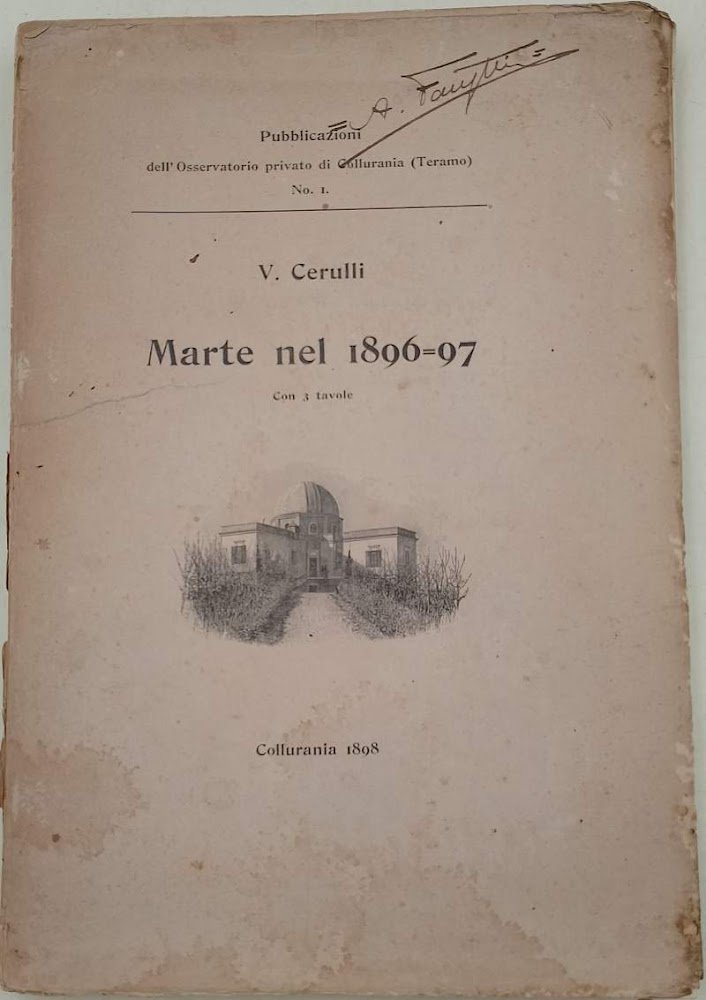 Pubblicazioni
dell'Osservatorio privato di Collurania (Teramo)
No. 1.
V. Cerulli
Marte nel 1896=97
Con 3 tavole
Collurania 1898